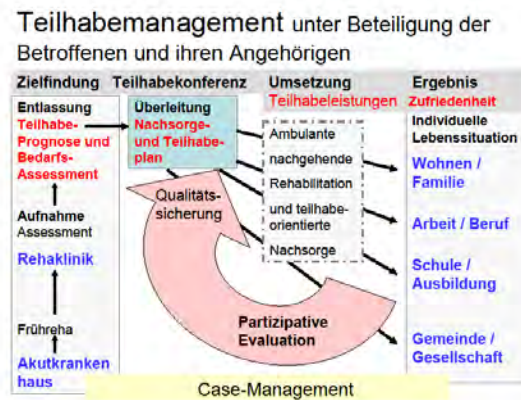 Teilhabemanagement unter Beteiligung der
Betroffenen und ihren Angehörigen
Zielfindung
Teilhabekonferenz
Umsetzung
Teilhabeleistungen
Ergebnis
Zufriedenheit
Entlassung
Teilhabe-
Prognose und
Bedarfs-
Assessment
Aufnahme
Assessment
Rehaklinik
Frühreha
Akutkranken
haus
Überleitung
Nachsorge-
und Teilhabe-
plan
Qualitäts-
sicherung
Partizipative
Evaluation
Ambulante
nachgehende
Rehabilitation
und teilhabe-
orientierte
Nachsorge
Individuelle
Lebenssituation
Wohnen /
Familie
Arbeit / Beruf
Schule /
Ausbildung
Gemeinde /
Gesellschaft
Case-Management